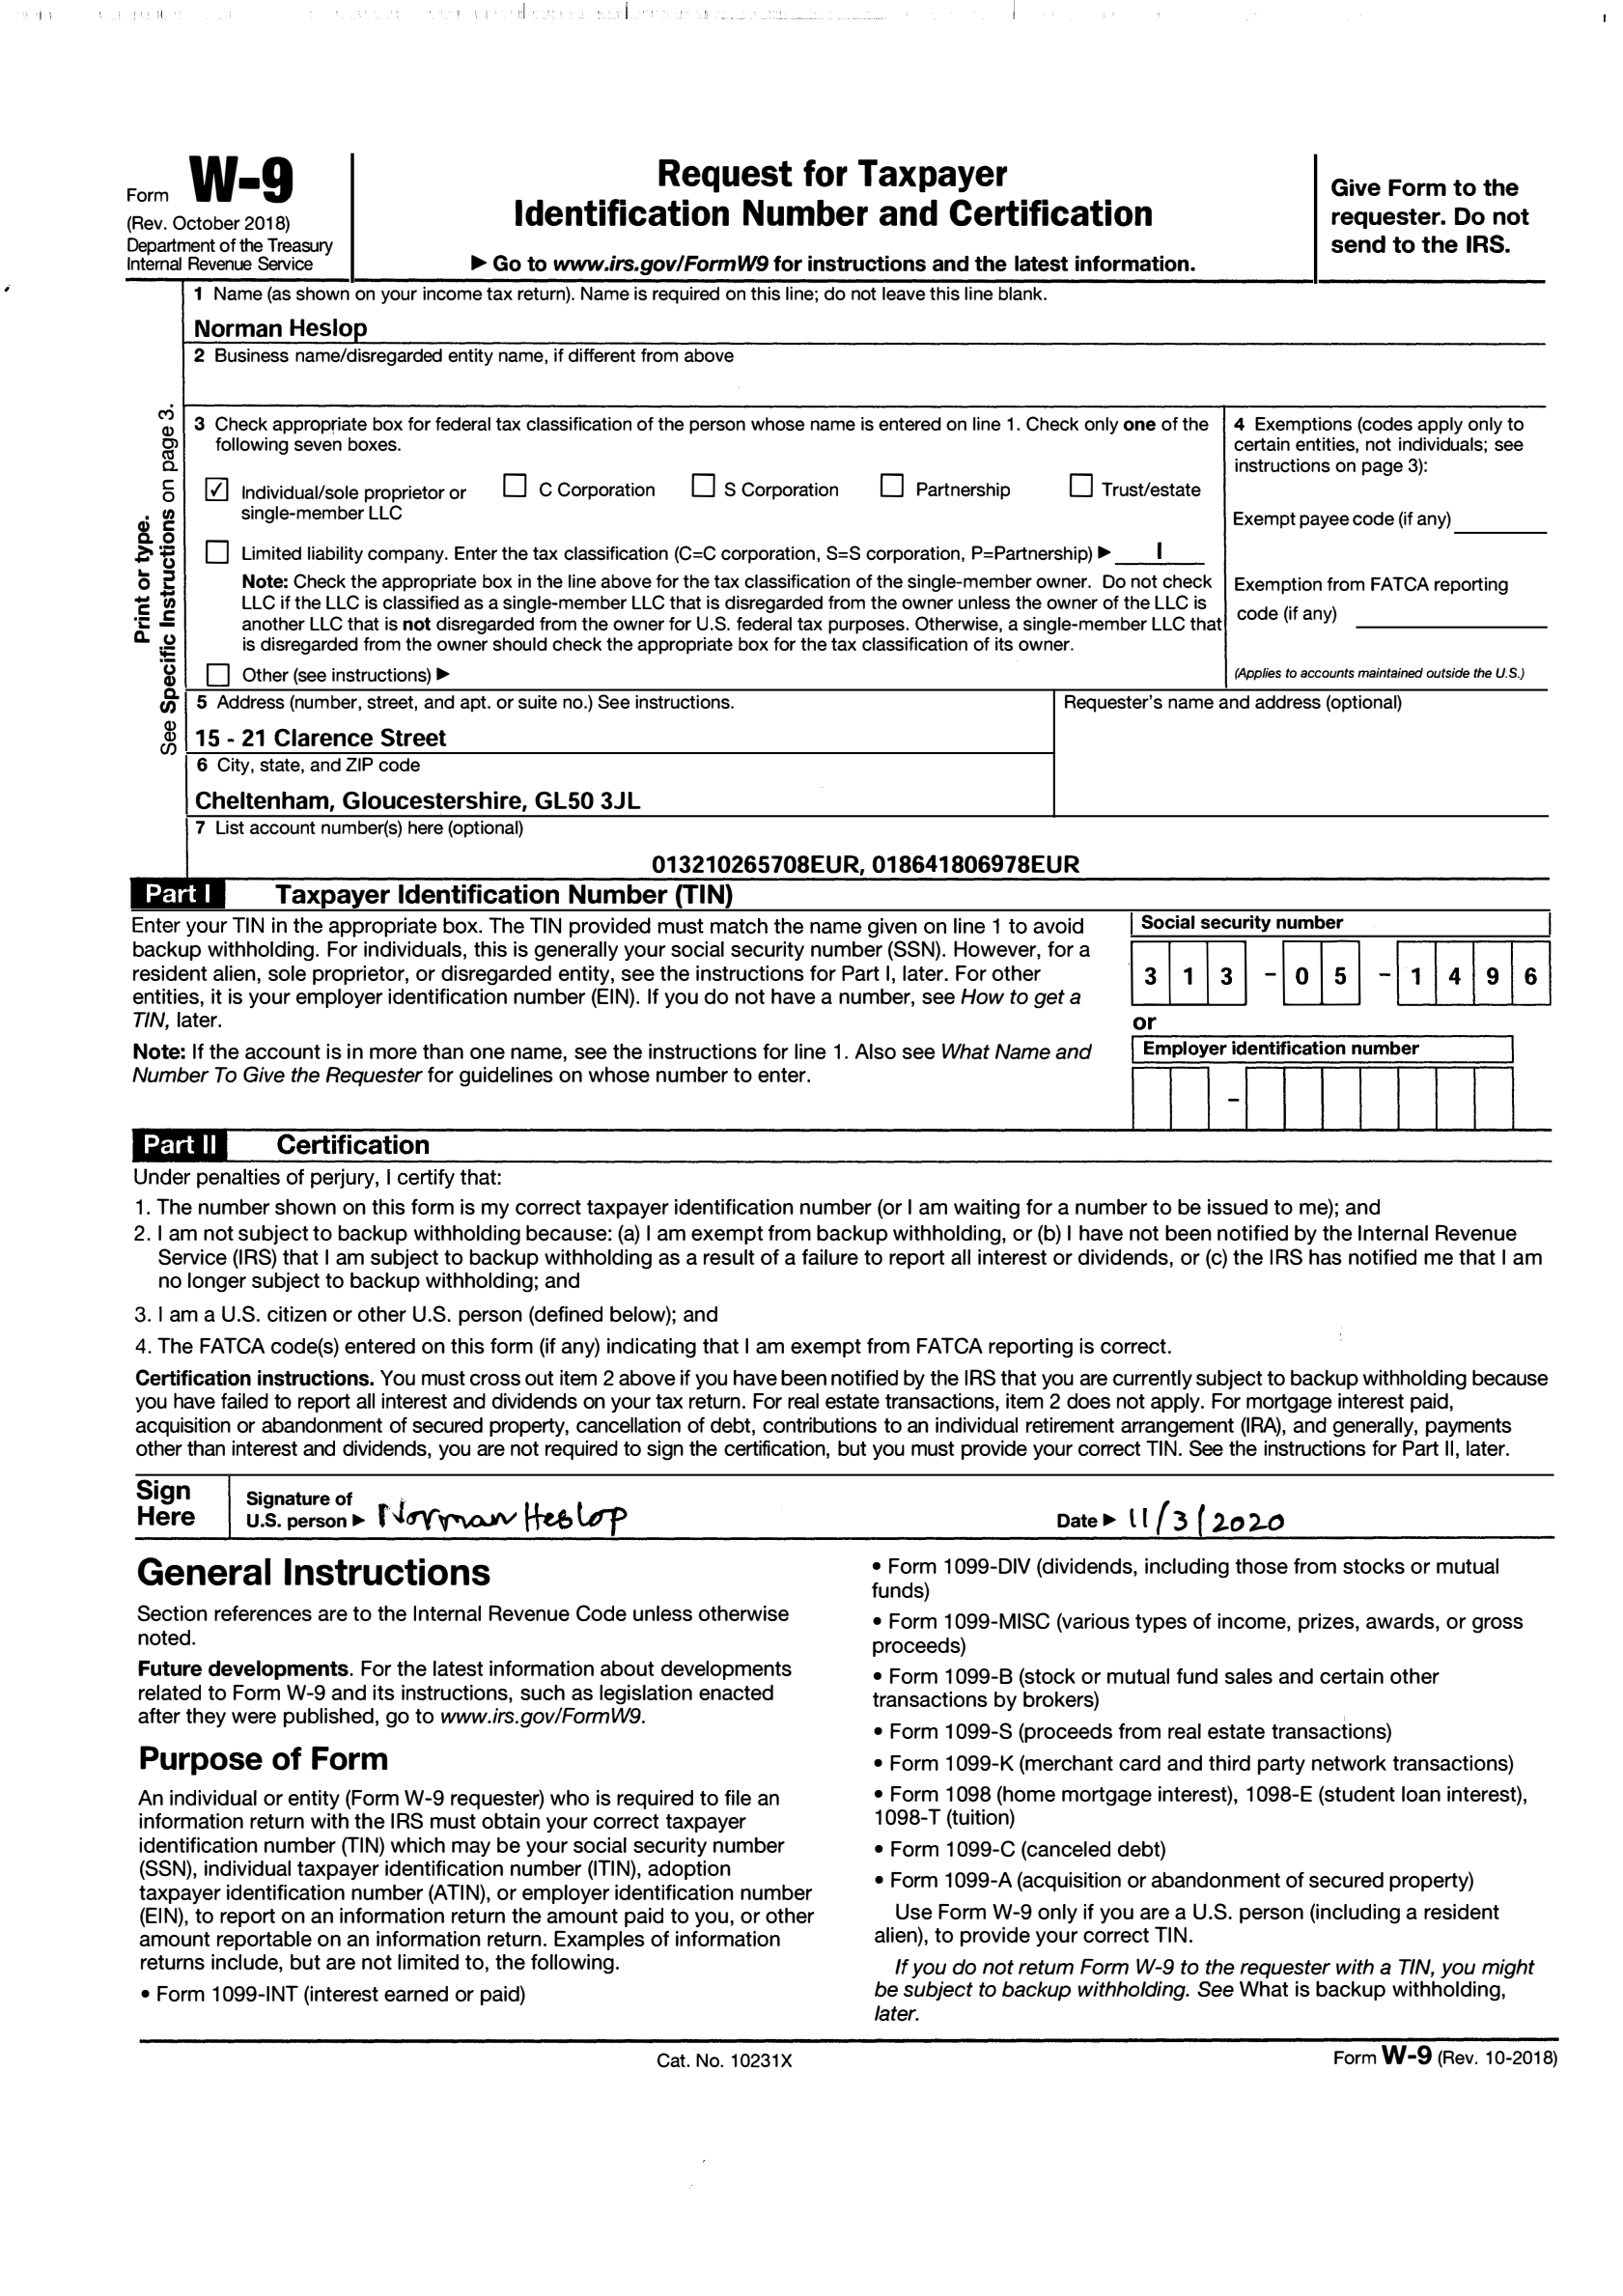 Form W-9
(Rev. October 2018)
Department of the Treasury
Internal Revenue Service
Request for Taxpayer
Identification Number and Certification
▶ Go to www.irs.gov/FormW9 for instructions and the latest information.
Give Form to the
requester. Do not
send to the IRS.
Print or type.
See Specific Instructions on page 3.
1 Name (as shown on your income tax return). Name is required on this line; do not leave this line blank.
Norman Heslop
2 Business name/disregarded entity name, if different from above
3 Check appropriate box for federal tax classification of the person whose name is entered on line 1. Check only one of the
following seven boxes.
✓ Individual/sole proprietor or
single-member LLC
C Corporation
S Corporation
Partnership
Trust/estate
Limited liability company. Enter the tax classification (C=C corporation, S=S corporation, P=Partnership) ▶ I
Note: Check the appropriate box in the line above for the tax classification of the single-member owner. Do not check
LLC if the LLC is classified as a single-member LLC that is disregarded from the owner unless the owner of the LLC is
another LLC that is not disregarded from the owner for U.S. federal tax purposes. Otherwise, a single-member LLC that
is disregarded from the owner should check the appropriate box for the tax classification of its owner.
Other (see instructions) ▶
4 Exemptions (codes apply only to
certain entities, not individuals; see
instructions on page 3):
Exempt payee code (if any)
Exemption from FATCA reporting
code (if any)
(Applies to accounts maintained outside the U.S.)
5 Address (number, street, and apt. or suite no.) See instructions.
15 - 21 Clarence Street
6 City, state, and ZIP code
Cheltenham, Gloucestershire, GL50 3JL
Requester's name and address (optional)
7 List account number(s) here (optional)
013210265708EUR, 018641806978EUR
Part I Taxpayer Identification Number (TIN)
Enter your TIN in the appropriate box. The TIN provided must match the name given on line 1 to avoid
backup withholding. For individuals, this is generally your social security number (SSN). However, for a
resident alien, sole proprietor, or disregarded entity, see the instructions for Part I, later. For other
entities, it is your employer identification number (EIN). If you do not have a number, see How to get a
TIN, later.
Note: If the account is in more than one name, see the instructions for line 1. Also see What Name and
Number To Give the Requester for guidelines on whose number to enter.
Social security number
3 1 3 - 0 5 - 1 4 9 6
or
Employer identification number
-
Part II Certification
Under penalties of perjury, I certify that:
1. The number shown on this form is my correct taxpayer identification number (or I am waiting for a number to be issued to me); and
2. I am not subject to backup withholding because: (a) I am exempt from backup withholding, or (b) I have not been notified by the Internal Revenue
Service (IRS) that I am subject to backup withholding as a result of a failure to report all interest or dividends, or (c) the IRS has notified me that I am
no longer subject to backup withholding; and
3. I am a U.S. citizen or other U.S. person (defined below); and
4. The FATCA code(s) entered on this form (if any) indicating that I am exempt from FATCA reporting is correct.
Certification instructions. You must cross out item 2 above if you have been notified by the IRS that you are currently subject to backup withholding because
you have failed to report all interest and dividends on your tax return. For real estate transactions, item 2 does not apply. For mortgage interest paid,
acquisition or abandonment of secured property, cancellation of debt, contributions to an individual retirement arrangement (IRA), and generally, payments
other than interest and dividends, you are not required to sign the certification, but you must provide your correct TIN. See the instructions for Part II, later.
Sign
Here
Signature of
U.S. person ▶ Norman Heslop
Date ▶ 11/3/2020
General Instructions
Section references are to the Internal Revenue Code unless otherwise
noted.
Future developments. For the latest information about developments
related to Form W-9 and its instructions, such as legislation enacted
after they were published, go to www.irs.gov/FormW9.
Purpose of Form
An individual or entity (Form W-9 requester) who is required to file an
information return with the IRS must obtain your correct taxpayer
identification number (TIN) which may be your social security number
(SSN), individual taxpayer identification number (ITIN), adoption
taxpayer identification number (ATIN), or employer identification number
(EIN), to report on an information return the amount paid to you, or other
amount reportable on an information return. Examples of information
returns include, but are not limited to, the following.
• Form 1099-INT (interest earned or paid)
• Form 1099-DIV (dividends, including those from stocks or mutual
funds)
• Form 1099-MISC (various types of income, prizes, awards, or gross
proceeds)
• Form 1099-B (stock or mutual fund sales and certain other
transactions by brokers)
• Form 1099-S (proceeds from real estate transactions)
• Form 1099-K (merchant card and third party network transactions)
• Form 1098 (home mortgage interest), 1098-E (student loan interest),
1098-T (tuition)
• Form 1099-C (canceled debt)
• Form 1099-A (acquisition or abandonment of secured property)
Use Form W-9 only if you are a U.S. person (including a resident
alien), to provide your correct TIN.
If you do not return Form W-9 to the requester with a TIN, you might
be subject to backup withholding. See What is backup withholding,
later.
Cat. No. 10231X
Form W-9 (Rev. 10-2018)